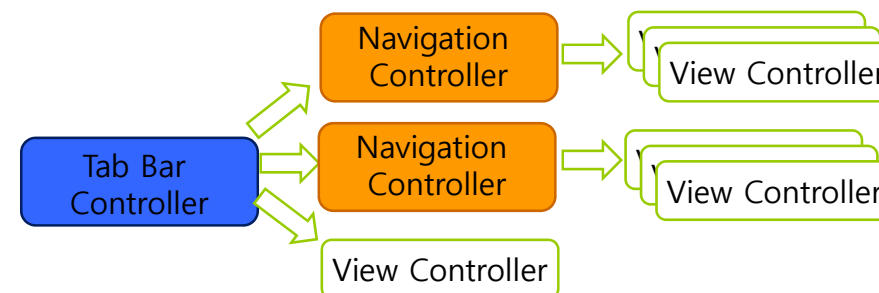 Navigation
Controller
View Controller
Tab Bar
Controller
Navigation
Controller
View Controller
View Controller